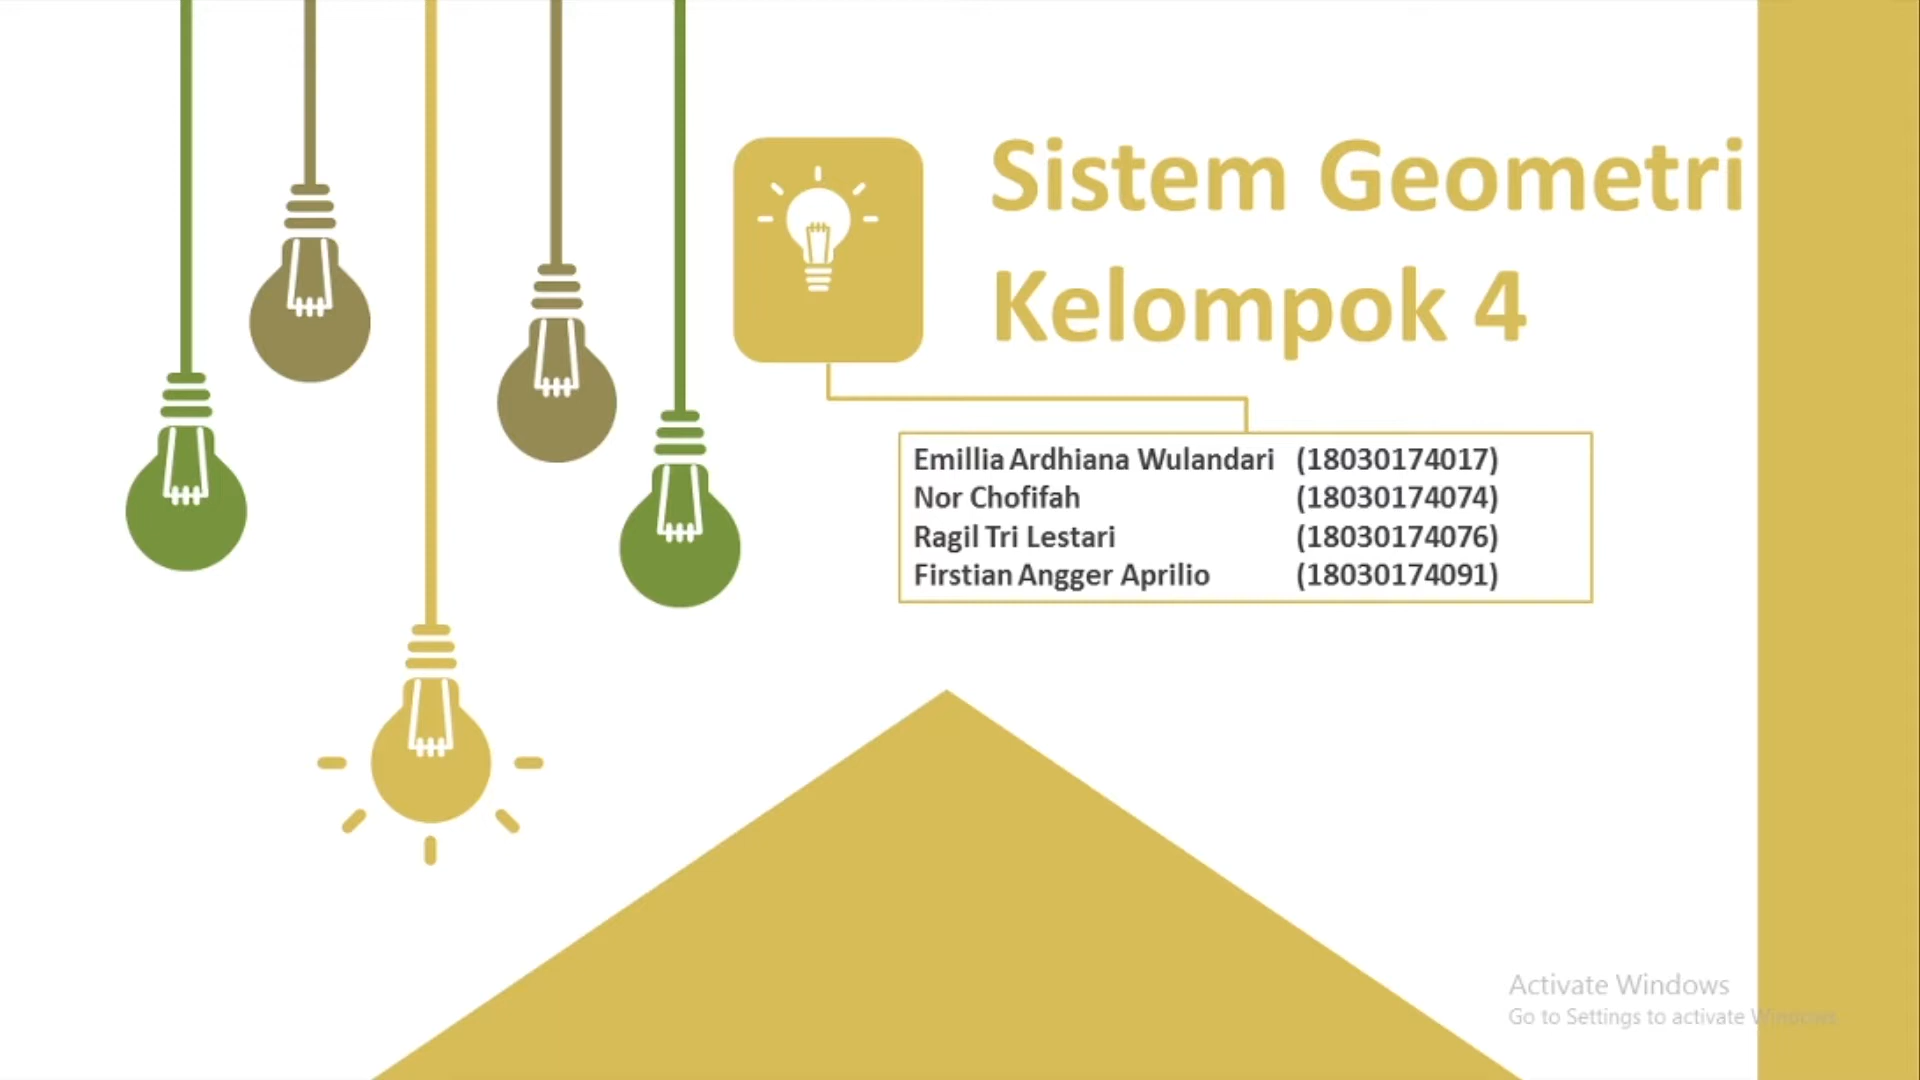 Sistem Geometri
Kelompok 4
Emillia Ardhiana Wulandari (18030174017)
Nor Chofifah (18030174074)
Ragil Tri Lestari (18030174076)
Firstian Angger Aprilio (18030174091)
Activate Windows
Go to Settings to activate Windows.